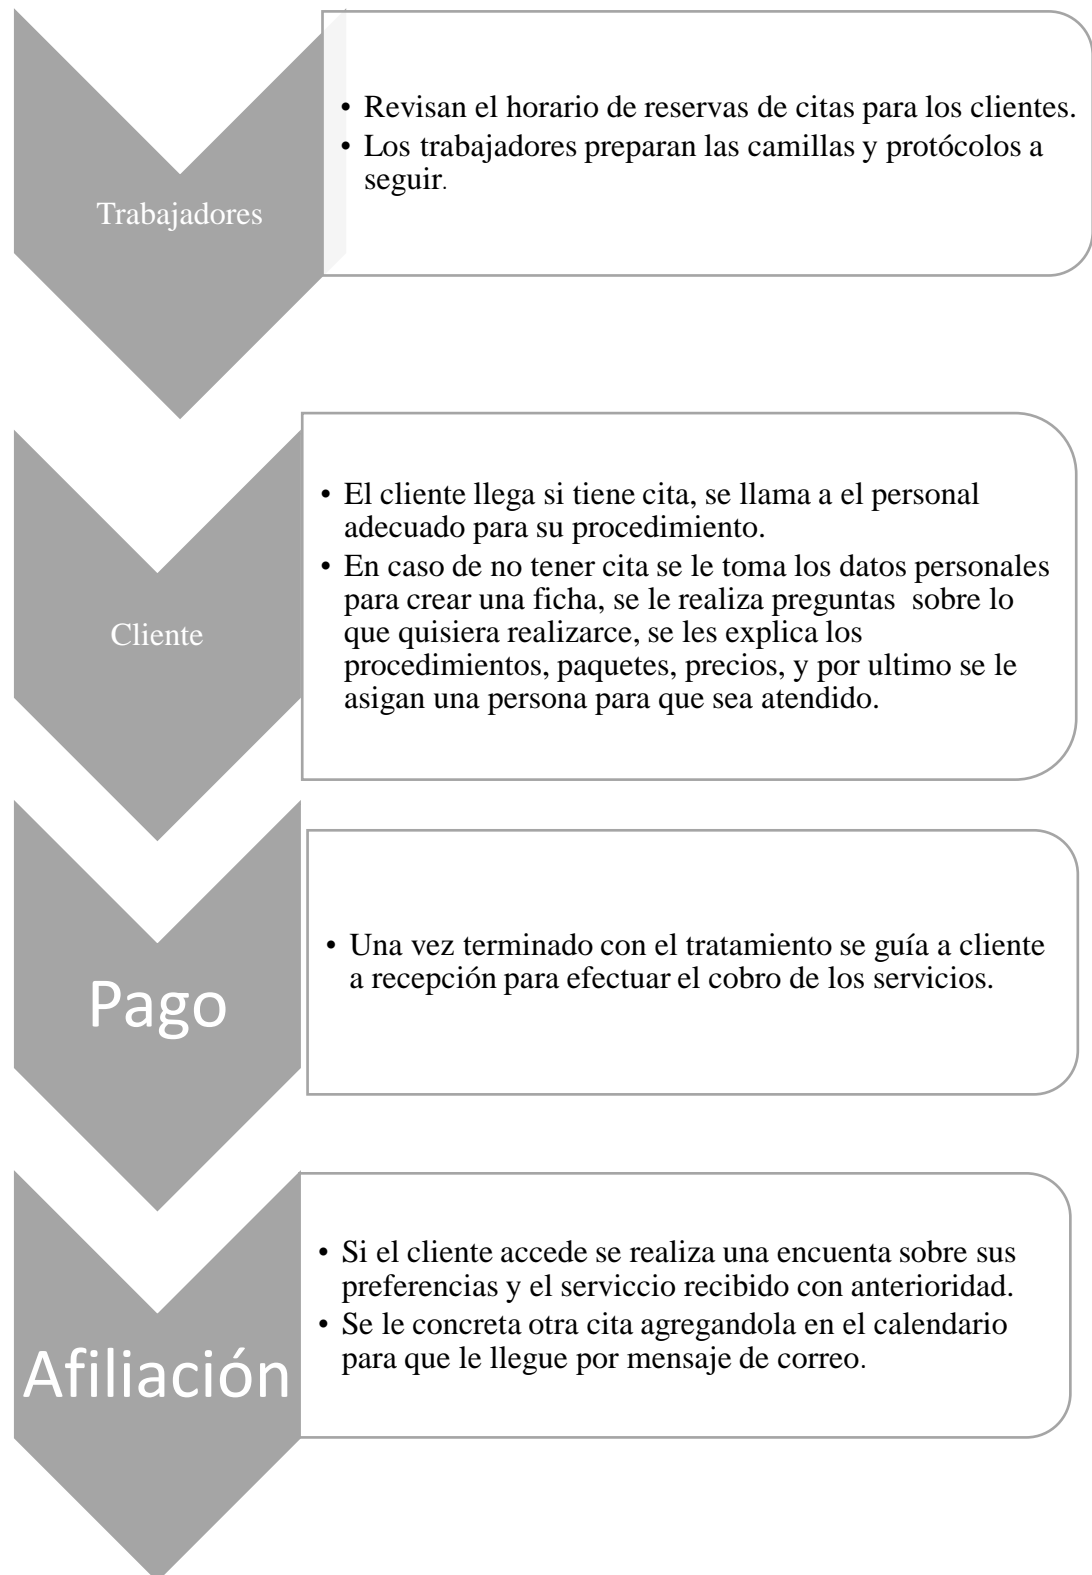 Trabajadores
• Revisan el horario de reservas de citas para los clientes.
• Los trabajadores preparan las camillas y protócolos a
seguir.
Cliente
• El cliente llega si tiene cita, se llama a el personal
adecuado para su procedimiento.
• En caso de no tener cita se le toma los datos personales
para crear una ficha, se le realiza preguntas  sobre lo
que quisiera realizarce, se les explica los
procedimientos, paquetes, precios, y por ultimo se le
asigan una persona para que sea atendido.
Pago
• Una vez terminado con el tratamiento se guía a cliente
a recepción para efectuar el cobro de los servicios.
Afiliación
• Si el cliente accede se realiza una encuenta sobre sus
preferencias y el serviccio recibido con anterioridad.
• Se le concreta otra cita agregandola en el calendario
para que le llegue por mensaje de correo.